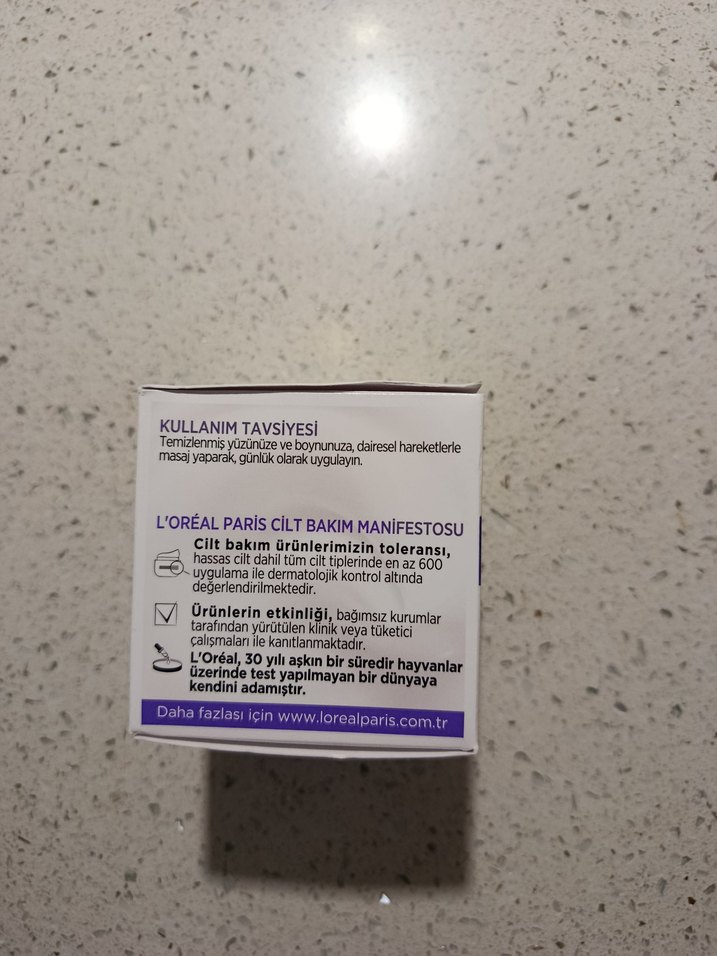 KULLANIM TAVSİYESİ
Temizlenmiş yüzünüze ve boynunuza, dairesel hareketlerle
masaj yaparak, günlük olarak uygulayın.
L'ORÉAL PARİS CİLT BAKIM MANİFESTOSU
Cilt bakım ürünlerimizin toleransı,
hassas cilt dahil tüm cilt tiplerinde en az 600
uygulama ile dermatolojik kontrol altında
değerlendirilmektedir.
Ürünlerin etkinliği, bağımsız kurumlar
tarafından yürütülen klinik veya tüketici
çalışmaları ile kanıtlanmaktadır.
L'Oréal, 30 yılı aşkın bir süredir hayvanlar
üzerinde test yapılmayan bir dünyaya
kendini adamıştır.
Daha fazlası için www.lorealparis.com.tr